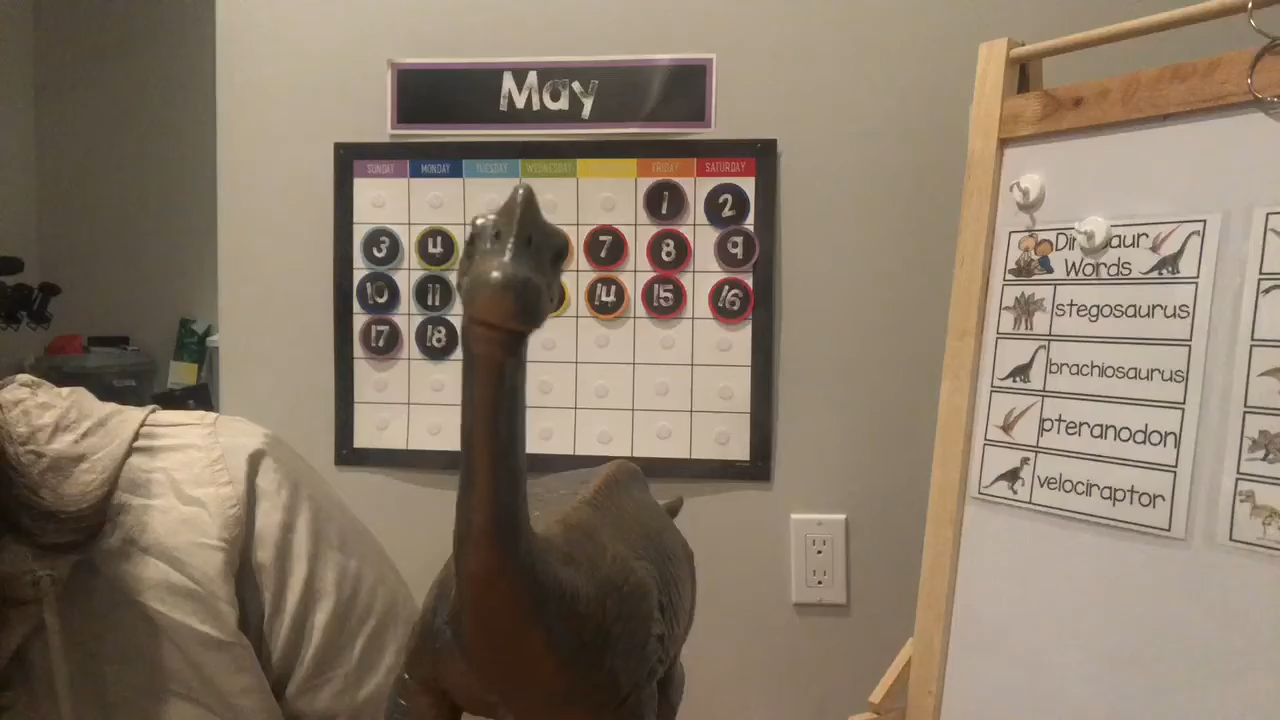 May
SUNDAY MONDAY TUESDAY WEDNESDAY FRIDAY SATURDAY
1 2
3 4 7 8 9
10 11 14 15 16
17 18
Dinosaur
Words
stegosaurus
brachiosaurus
pteranodon
velociraptor